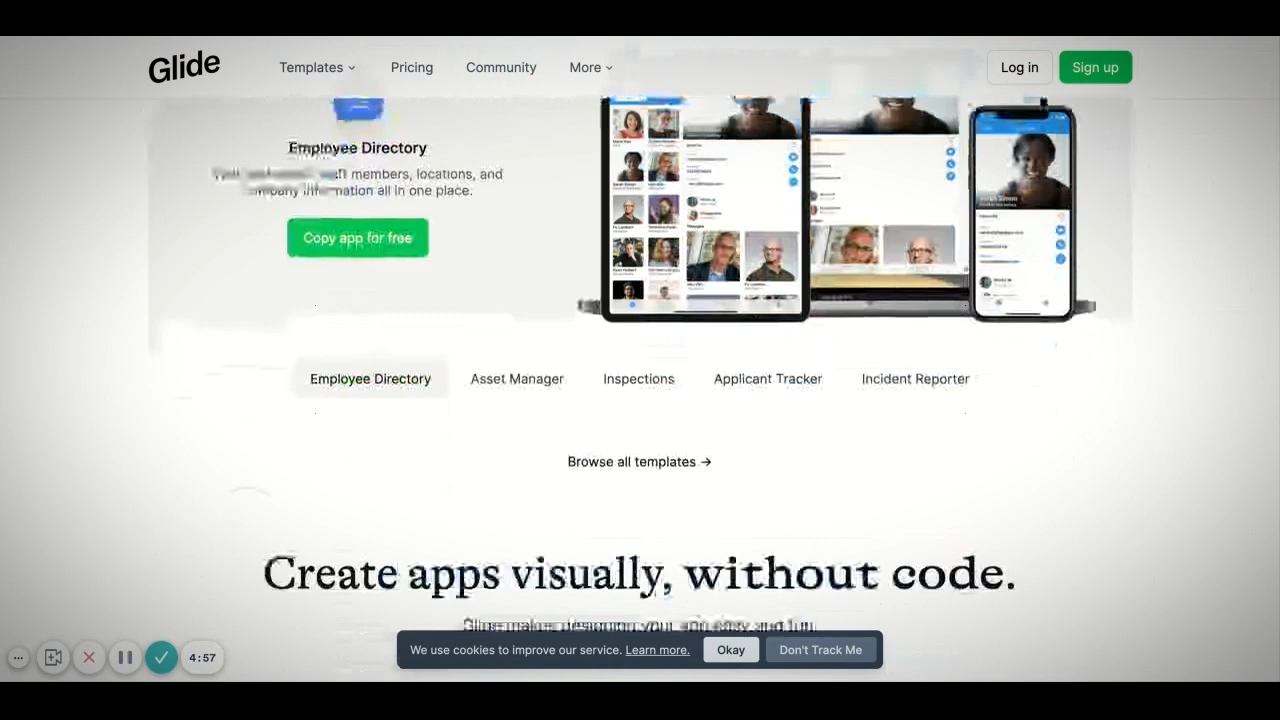 Glide
Templates
Pricing
Community
More
Log in
Sign up
Employee Directory
members, locations, and
all in one place.
Copy app for free
Employee Directory
Asset Manager
Inspections
Applicant Tracker
Incident Reporter
Browse all templates →
Create apps visually, without code.
We use cookies to improve our service. Learn more.
Okay
Don't Track Me
4:57